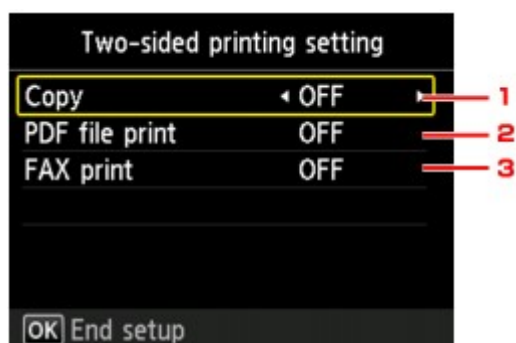 Two-sided printing setting
Copy OFF 1
PDF file print OFF 2
FAX print OFF 3
OK End setup